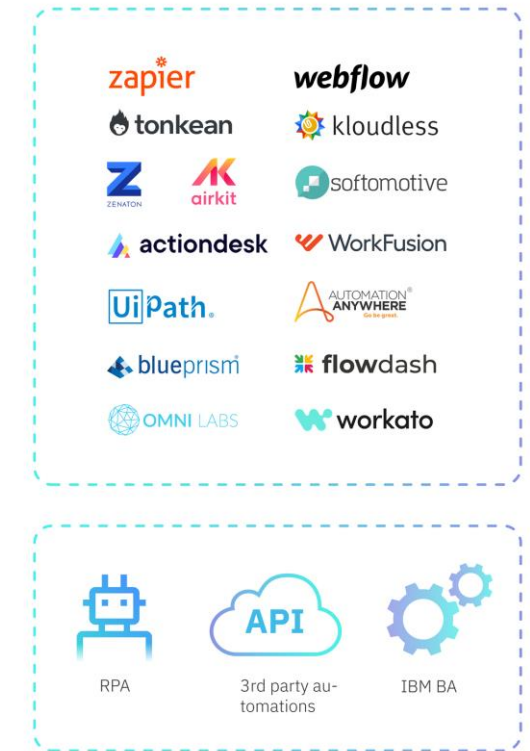 zapier webflow
tonkean kloudless
ZENATON airkit softomotive
actiondesk WorkFusion
UiPath® AUTOMATION®
ANYWHERE
Go be great.
blueprism flowdash
OMNI LABS workato
API
RPA 3rd party au- IBM BA
tomations